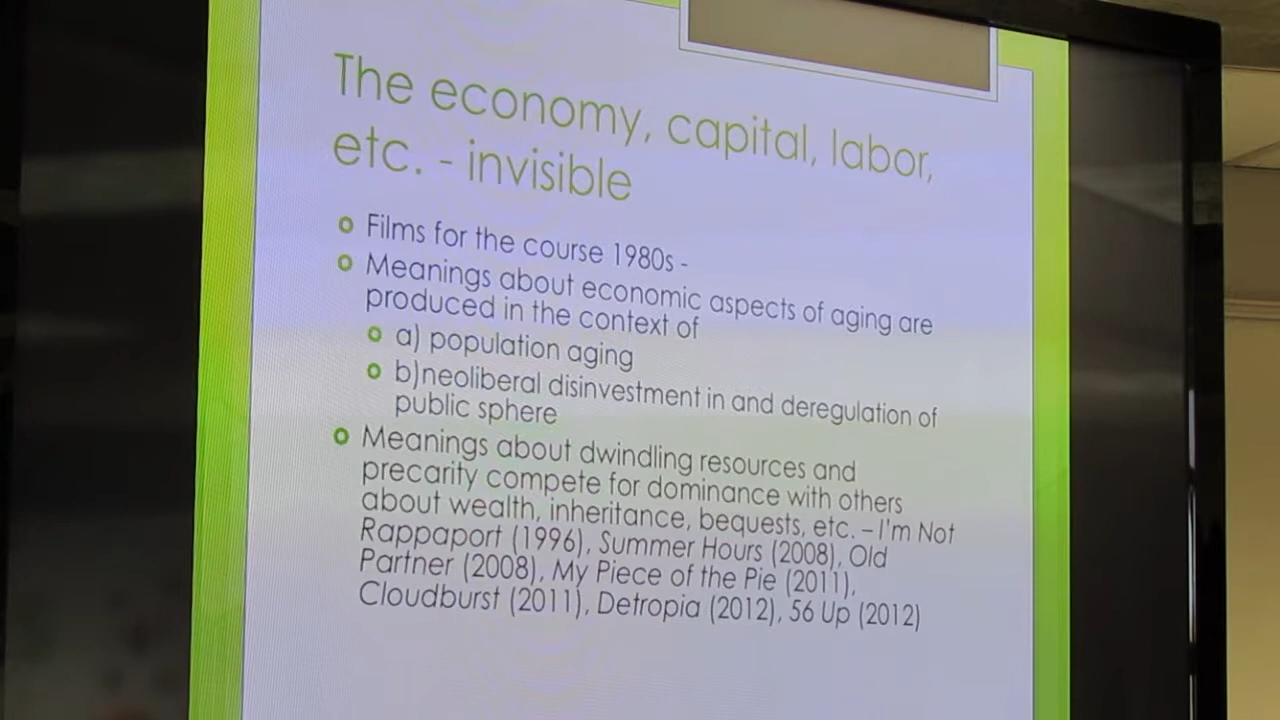 The economy, capital, labor,
etc. - invisible
Films for the course 1980s -
Meanings about economic aspects of aging are
produced in the context of
a) population aging
b)neoliberal disinvestment in and deregulation of
public sphere
Meanings about dwindling resources and
precarity compete for dominance with others
about wealth, inheritance, bequests, etc. – I'm Not
Rappaport (1996), Summer Hours (2008), Old
Partner (2008), My Piece of the Pie (2011),
Cloudburst (2011), Detropia (2012), 56 Up (2012)